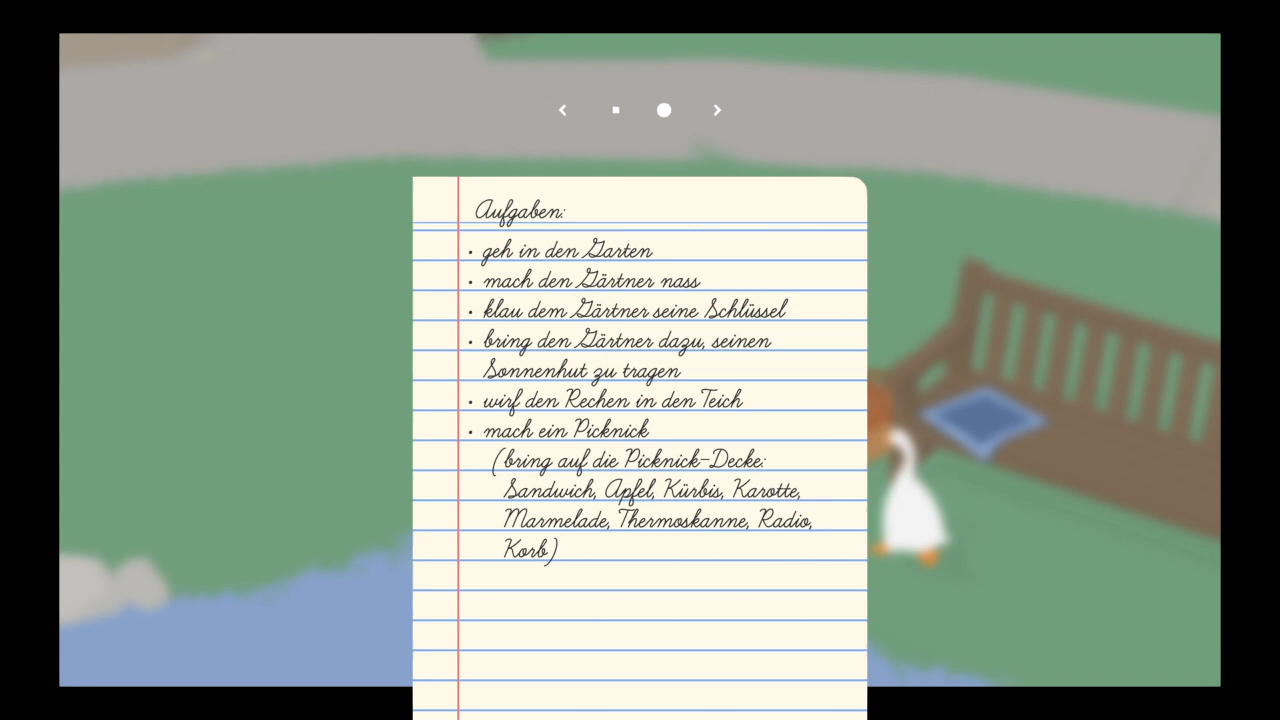 Aufgaben:
• geh in den Garten
• mach den Gärtner nass
• klau dem Gärtner seine Schlüssel
• bring den Gärtner dazu, seinen
Sonnenhut zu tragen
• wirf den Rechen in den Teich
• mach ein Picknick
(bring auf die Picknick-Decke:
Sandwich, Apfel, Kürbis, Karotte,
Marmelade, Thermoskanne, Radio,
Korb)